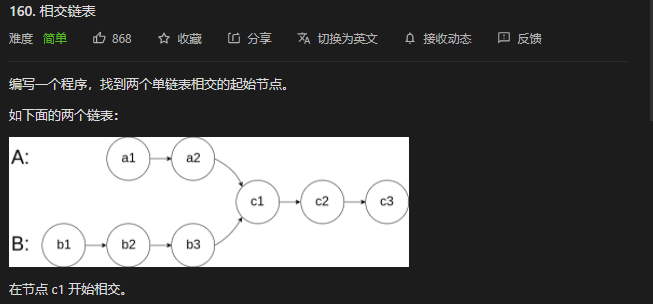 160. 相交链表
难度 简单 868 收藏 分享 切换为英文 接收动态 反馈
编写一个程序，找到两个单链表相交的起始节点。
如下面的两个链表：
A: a1 a2
c1 c2 c3
B: b1 b2 b3
在节点 c1 开始相交。